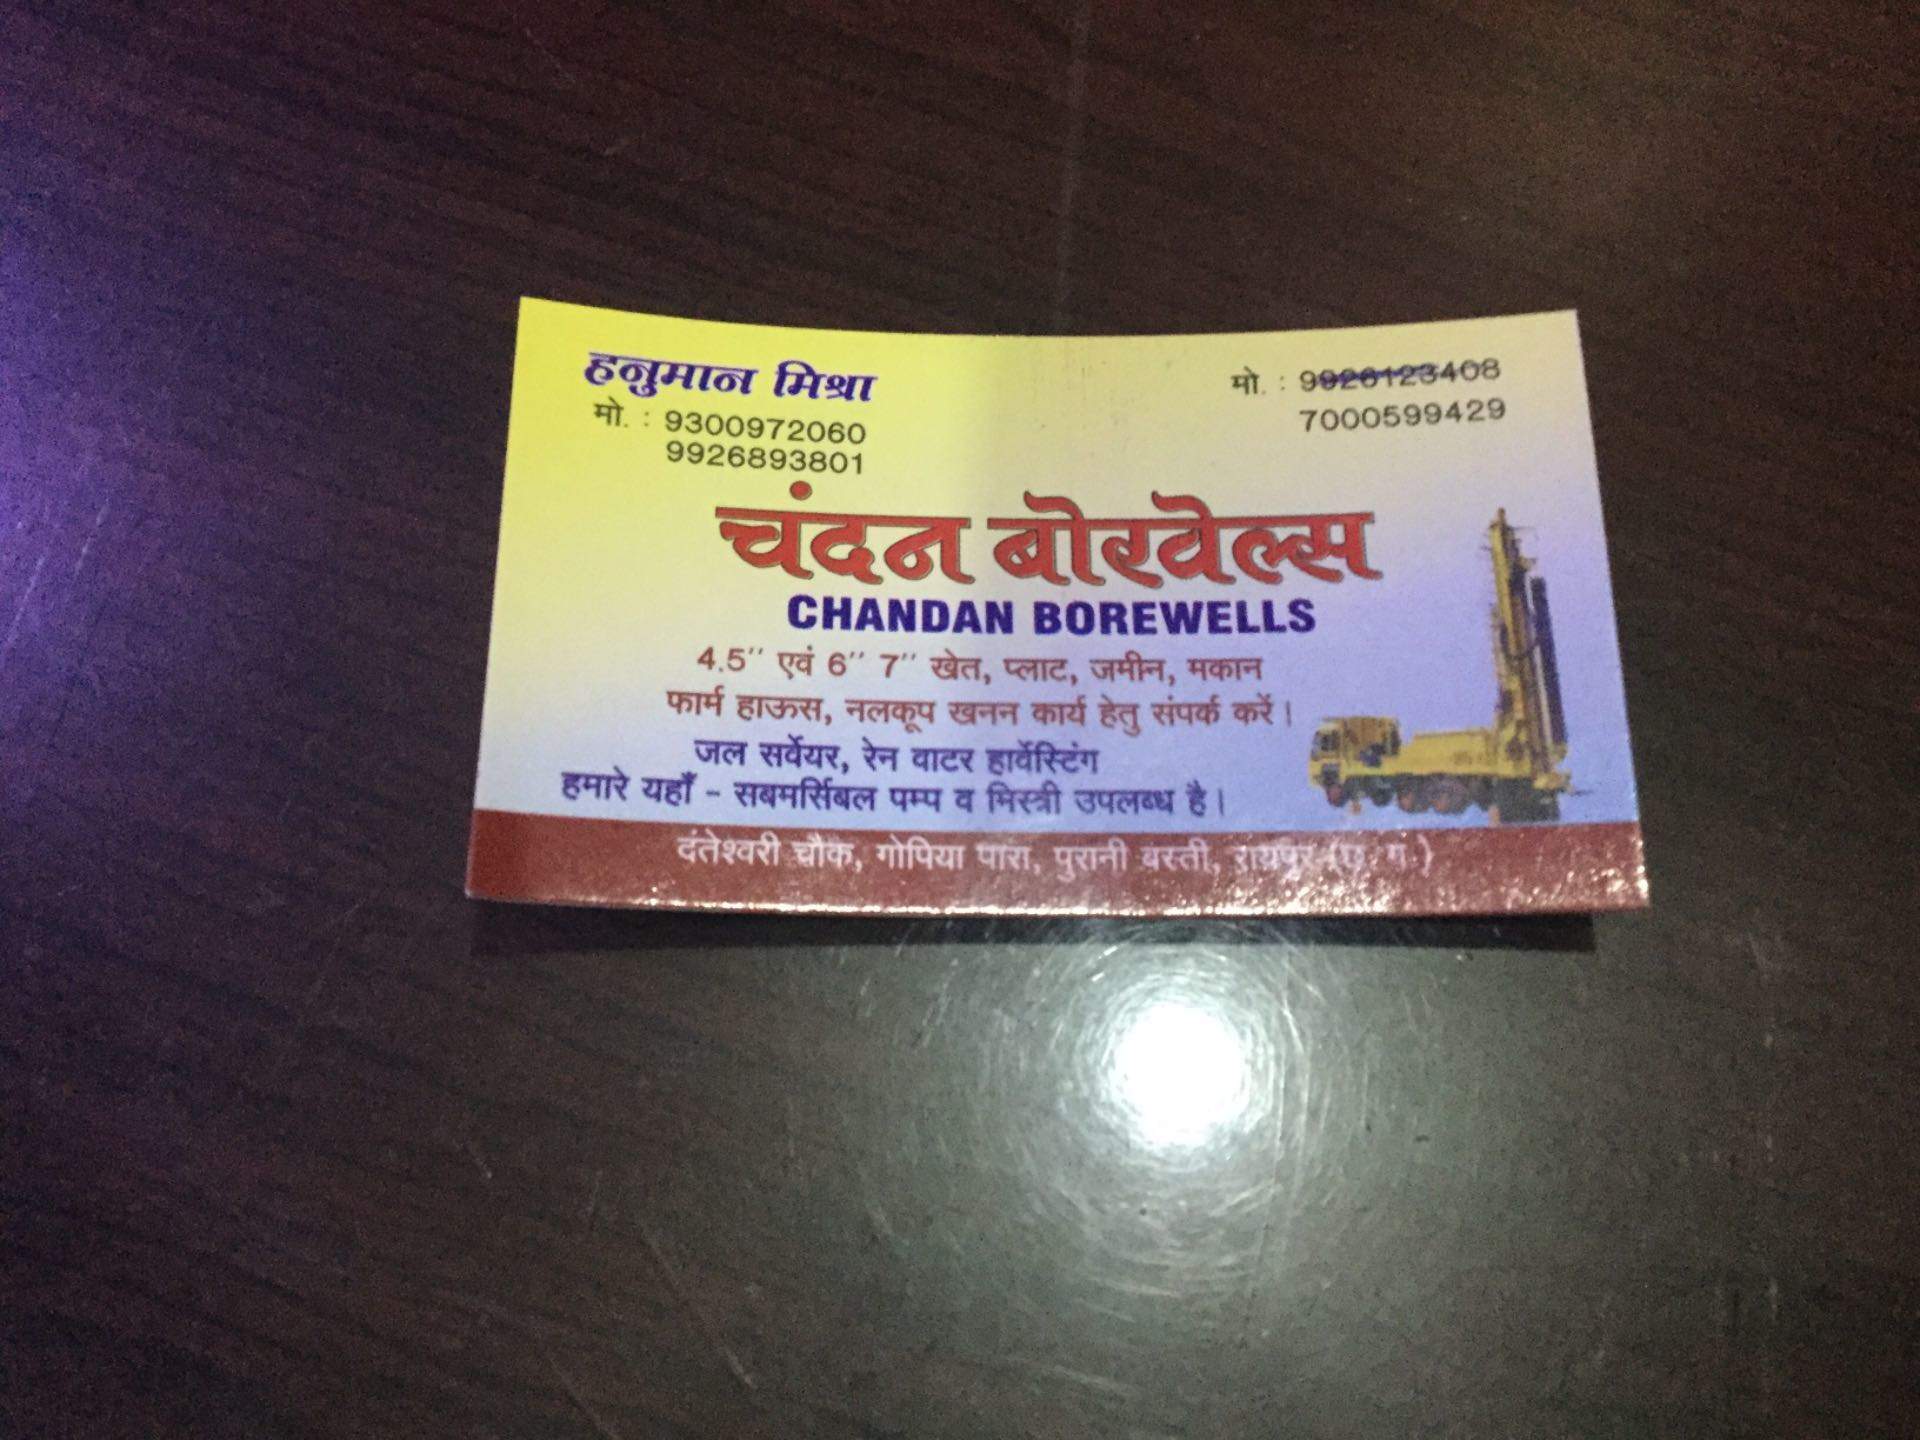 हनुमान मिश्रा
मो. : 9300972060
9926893801
मो. : 9926123408
7000599429
चंदन बोरवेल्स
CHANDAN BOREWELLS
4.5'' एवं 6'' 7'' खेत, प्लाट, जमीन, मकान
फार्म हाऊस, नलकूप खनन कार्य हेतु संपर्क करें।
जल सर्वेयर, रेन वाटर हार्वेस्टिंग
हमारे यहाँ - सबमर्सिबल पम्प व मिस्त्री उपलब्ध है।
दंतेश्वरी चौक, गोपिया पारा, पुरानी बस्ती, रायपुर (छ.ग.)